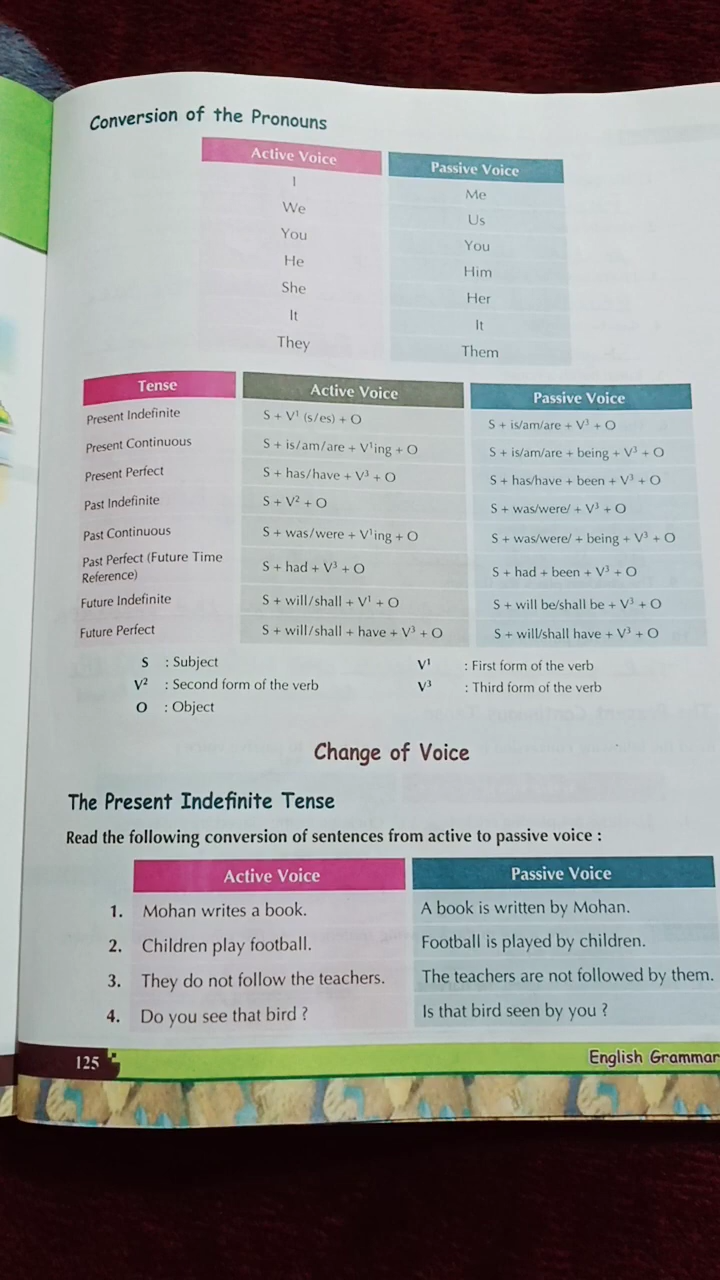 Conversion of the Pronouns
Active Voice Passive Voice
I Me
We Us
You You
He Him
She Her
It It
They Them
Tense Active Voice Passive Voice
Present Indefinite S + V¹ (s/es) + O S + is/am/are + V³ + O
Present Continuous S + is/am/are + V¹ing + O S + is/am/are + being + V³ + O
Present Perfect S + has/have + V³ + O S + has/have + been + V³ + O
Past Indefinite S + V² + O S + was/were/ + V³ + O
Past Continuous S + was/were + V¹ing + O S + was/were/ + being + V³ + O
Past Perfect (Future Time
Reference) S + had + V³ + O S + had + been + V³ + O
Future Indefinite S + will/shall + V¹ + O S + will be/shall be + V³ + O
Future Perfect S + will/shall + have + V³ + O S + will/shall have + V³ + O
S : Subject V¹ : First form of the verb
V² : Second form of the verb V³ : Third form of the verb
O : Object
Change of Voice
The Present Indefinite Tense
Read the following conversion of sentences from active to passive voice :
Active Voice Passive Voice
1. Mohan writes a book. A book is written by Mohan.
2. Children play football. Football is played by children.
3. They do not follow the teachers. The teachers are not followed by them.
4. Do you see that bird ? Is that bird seen by you ?
125 English Grammar